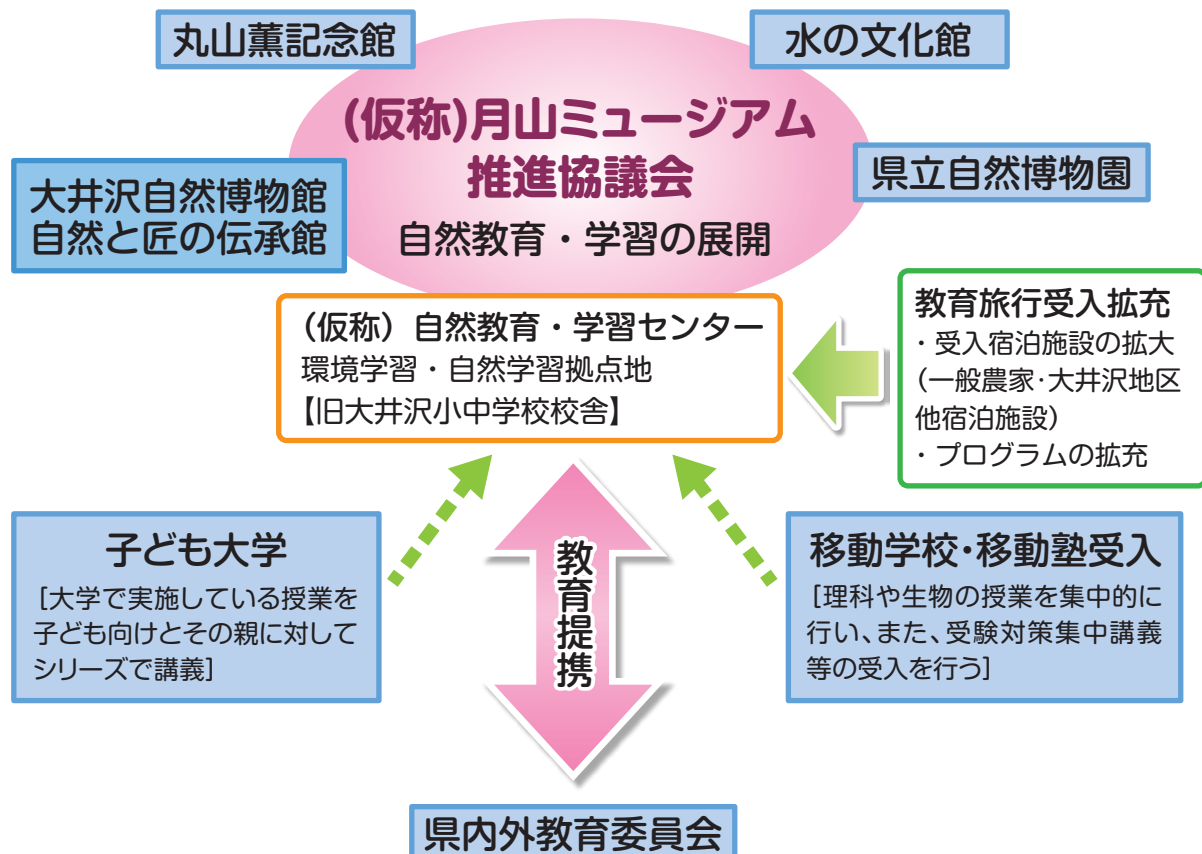 丸山薫記念館
水の文化館
(仮称)月山ミュージアム
推進協議会
自然教育・学習の展開
大井沢自然博物館
自然と匠の伝承館
県立自然博物園
(仮称)自然教育・学習センター
環境学習・自然学習拠点地
【旧大井沢小中学校校舎】
教育旅行受入拡充
・受入宿泊施設の拡大
(一般農家・大井沢地区
他宿泊施設)
・プログラムの拡充
子ども大学
[大学で実施している授業を
子ども向けとその親に対して
シリーズで講義]
教育提携
移動学校・移動塾受入
[理科や生物の授業を集中的に
行い、また、受験対策集中講義
等の受入を行う]
県内外教育委員会